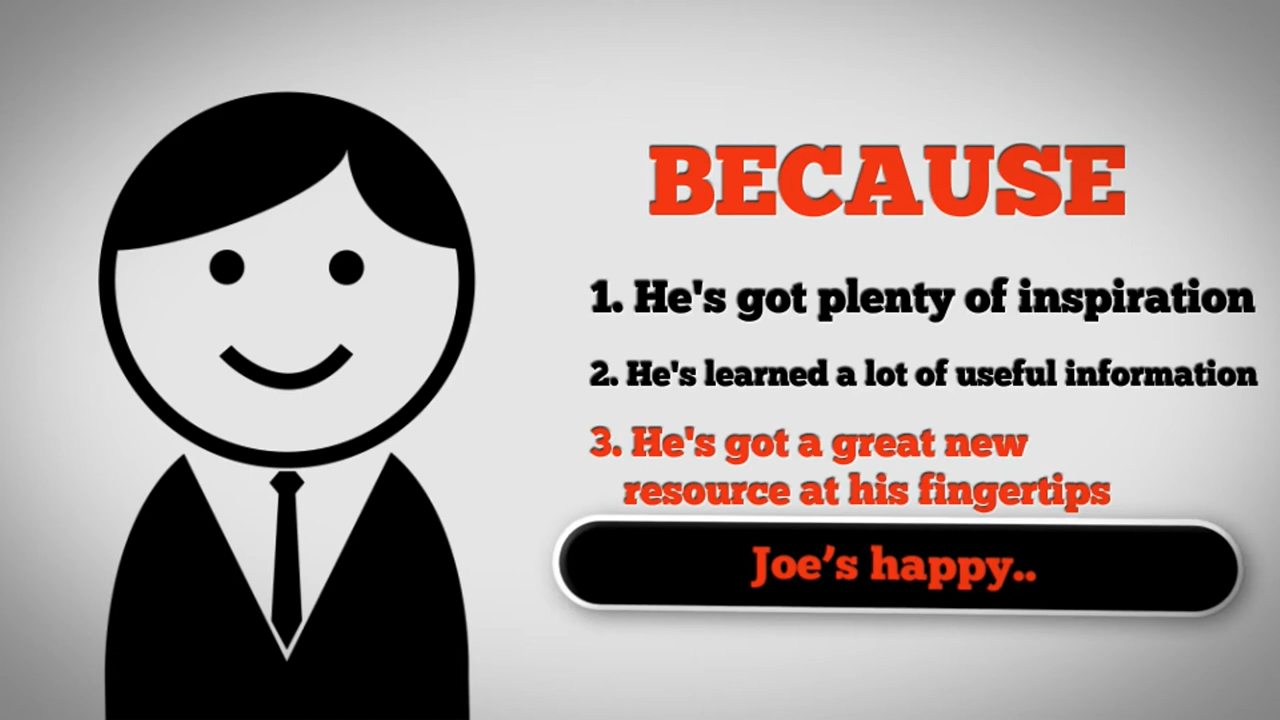 BECAUSE
1. He's got plenty of inspiration
2. He's learned a lot of useful information
3. He's got a great new
resource at his fingertips
Joe’s happy..